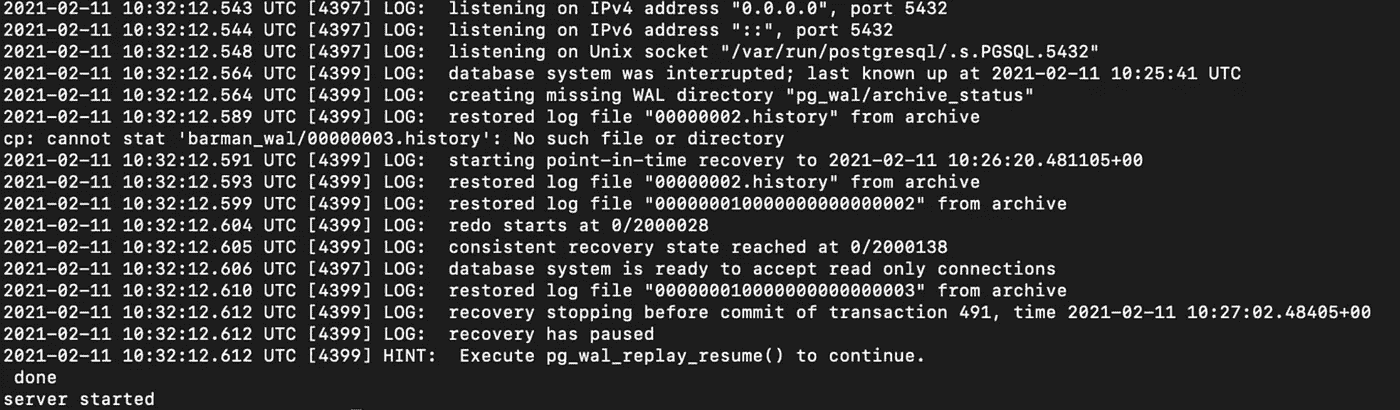 2021-02-11 10:32:12.543 UTC [4397] LOG:  listening on IPv4 address "0.0.0.0", port 5432
2021-02-11 10:32:12.544 UTC [4397] LOG:  listening on IPv6 address "::", port 5432
2021-02-11 10:32:12.548 UTC [4397] LOG:  listening on Unix socket "/var/run/postgresql/.s.PGSQL.5432"
2021-02-11 10:32:12.564 UTC [4399] LOG:  database system was interrupted; last known up at 2021-02-11 10:25:41 UTC
2021-02-11 10:32:12.564 UTC [4399] LOG:  creating missing WAL directory "pg_wal/archive_status"
2021-02-11 10:32:12.589 UTC [4399] LOG:  restored log file "00000002.history" from archive
cp: cannot stat 'barman_wal/00000003.history': No such file or directory
2021-02-11 10:32:12.591 UTC [4399] LOG:  starting point-in-time recovery to 2021-02-11 10:26:20.481105+00
2021-02-11 10:32:12.593 UTC [4399] LOG:  restored log file "00000002.history" from archive
2021-02-11 10:32:12.599 UTC [4399] LOG:  restored log file "000000010000000000000002" from archive
2021-02-11 10:32:12.604 UTC [4399] LOG:  redo starts at 0/2000028
2021-02-11 10:32:12.605 UTC [4399] LOG:  consistent recovery state reached at 0/2000138
2021-02-11 10:32:12.606 UTC [4397] LOG:  database system is ready to accept read only connections
2021-02-11 10:32:12.610 UTC [4399] LOG:  restored log file "000000010000000000000003" from archive
2021-02-11 10:32:12.612 UTC [4399] LOG:  recovery stopping before commit of transaction 491, time 2021-02-11 10:27:02.48405+00
2021-02-11 10:32:12.612 UTC [4399] LOG:  recovery has paused
2021-02-11 10:32:12.612 UTC [4399] HINT:  Execute pg_wal_replay_resume() to continue.
 done
server started